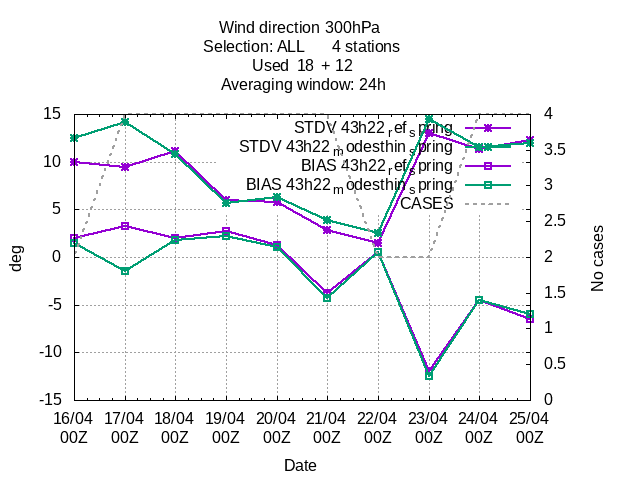 Wind direction 300hPa
Selection: ALL 4 stations
Used 18 + 12
Averaging window: 24h
15
10
5
0
-5
-10
-15
4
3.5
3
2.5
2
1.5
1
0.5
0
deg
No cases
STDV 43h22_ref_spring
STDV 43h22_modesthin_spring
BIAS 43h22_ref_spring
BIAS 43h22_modesthin_spring
CASES
16/04 17/04 18/04 19/04 20/04 21/04 22/04 23/04 24/04 25/04
00Z 00Z 00Z 00Z 00Z 00Z 00Z 00Z 00Z 00Z
Date